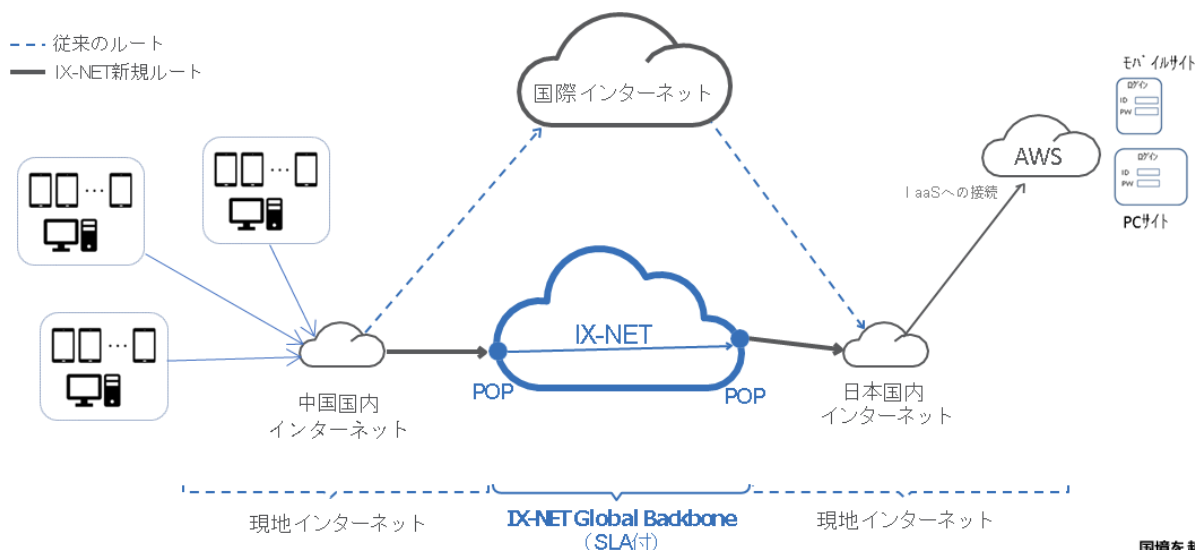 従来のルート
IX-NET新規ルート
国際インターネット
モバイルサイト
ログイン
ID
PW
AWS
ログイン
ID
PW
PCサイト
IaaSへの接続
…
…
…
IX-NET
POP
POP
中国国内
インターネット
日本国内
インターネット
現地インターネット
IX-NET Global Backbone
(SLA付)
現地インターネット
国境を